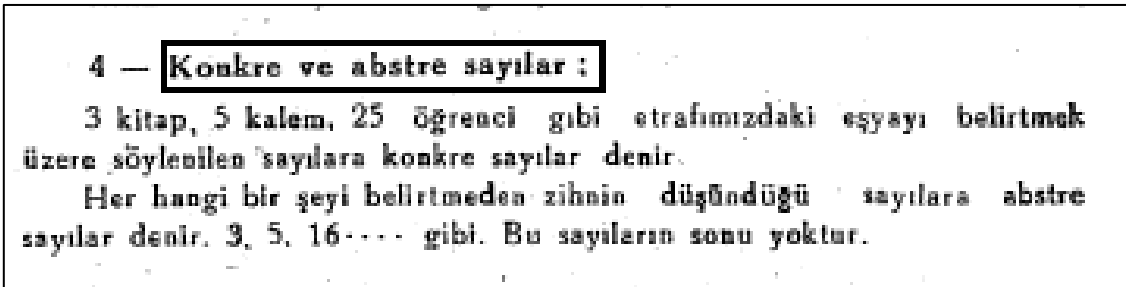 4 — Konkre ve abstre sayılar :
3 kitap, 5 kalem, 25 öğrenci gıbi etrafımızdaki eşyayı belirtmek
üzere söylenilen sayılara konkre sayılar denir.
Her hangi bir şeyi belirtmeden zihnin düşündüğü sayılara abstre
sayılar denir. 3, 5, 16···· gibi. Bu sayıların sonu yoktur.